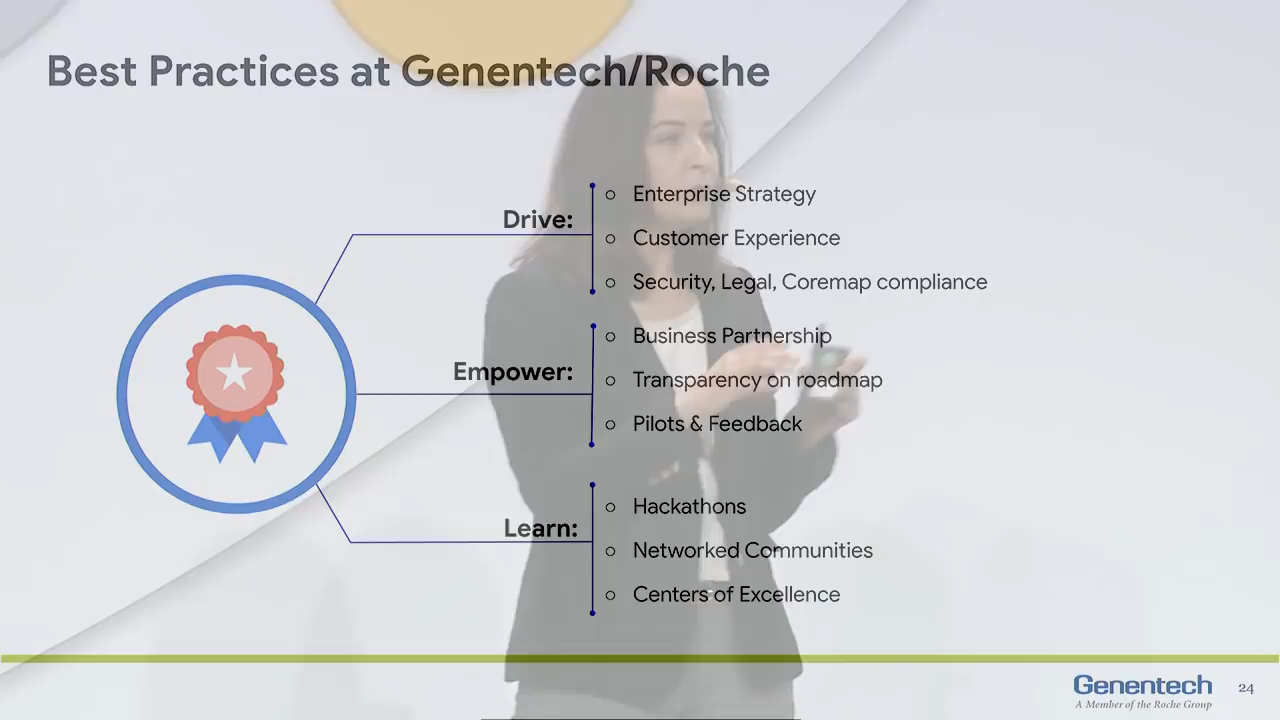 Best Practices at Genentech/Roche
Drive:
Enterprise Strategy
Customer Experience
Security, Legal, Coremap compliance
Empower:
Business Partnership
Transparency on roadmap
Pilots & Feedback
Learn:
Hackathons
Networked Communities
Centers of Excellence
Genentech
A Member of the Roche Group
24